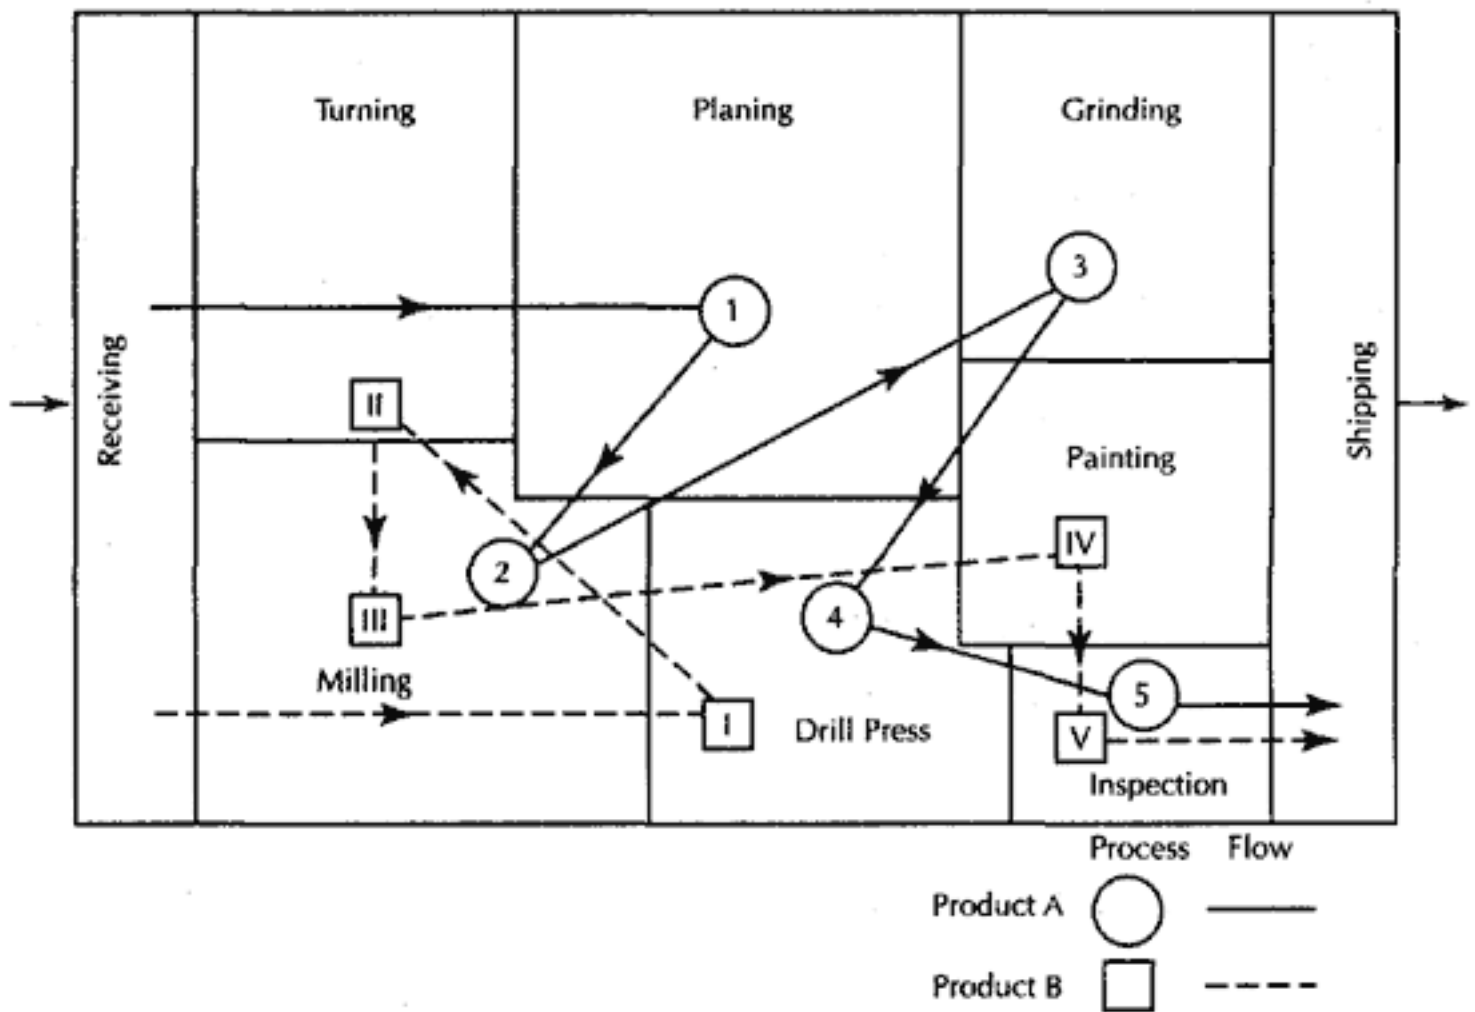 Turning
Planing
Grinding
3
1
Receiving
II
Shipping
Painting
IV
2
III
4
Milling
5
I
Drill Press
V
Inspection
Process Flow
Product A
Product B